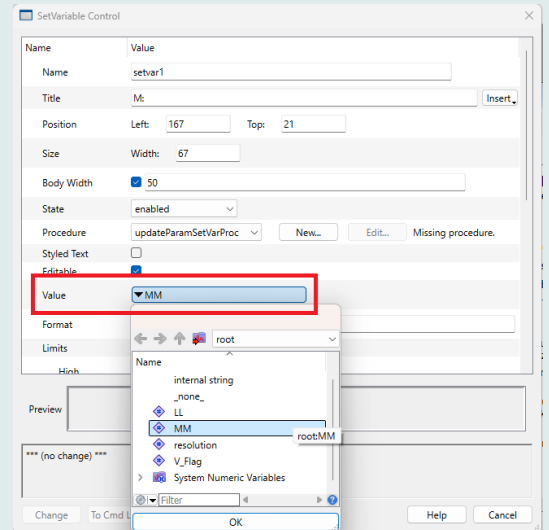 SetVariable Control
Name Value
Name setvar1
Title M: Insert
Position Left: 167 Top: 21
Size Width: 67
Body Width 50
State enabled
Procedure updateParamSetVarProc New... Edit... Missing procedure.
Styled Text
Editable
Value MM
Format
root
Limits
Name
High
internal string
_none_
LL
Preview
MM
root:MM
resolution
*** (no change) ***
V_Flag
System Numeric Variables
Filter
Change To Cmd L Help Cancel
OK